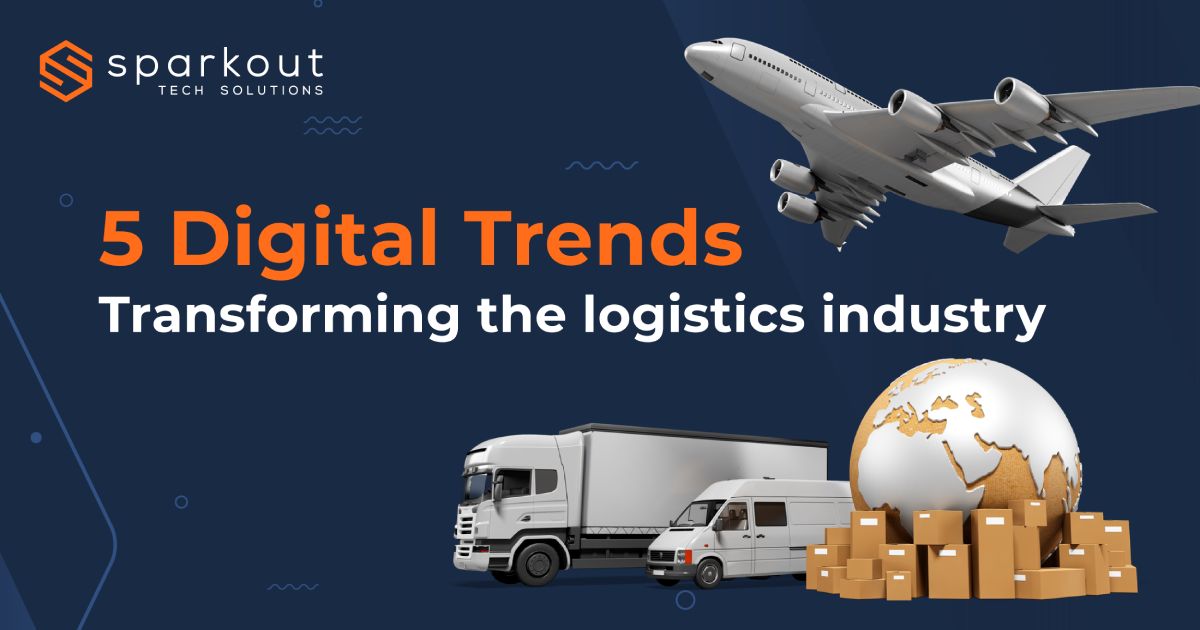 sparkout
TECH SOLUTIONS
5 Digital Trends
Transforming the logistics industry